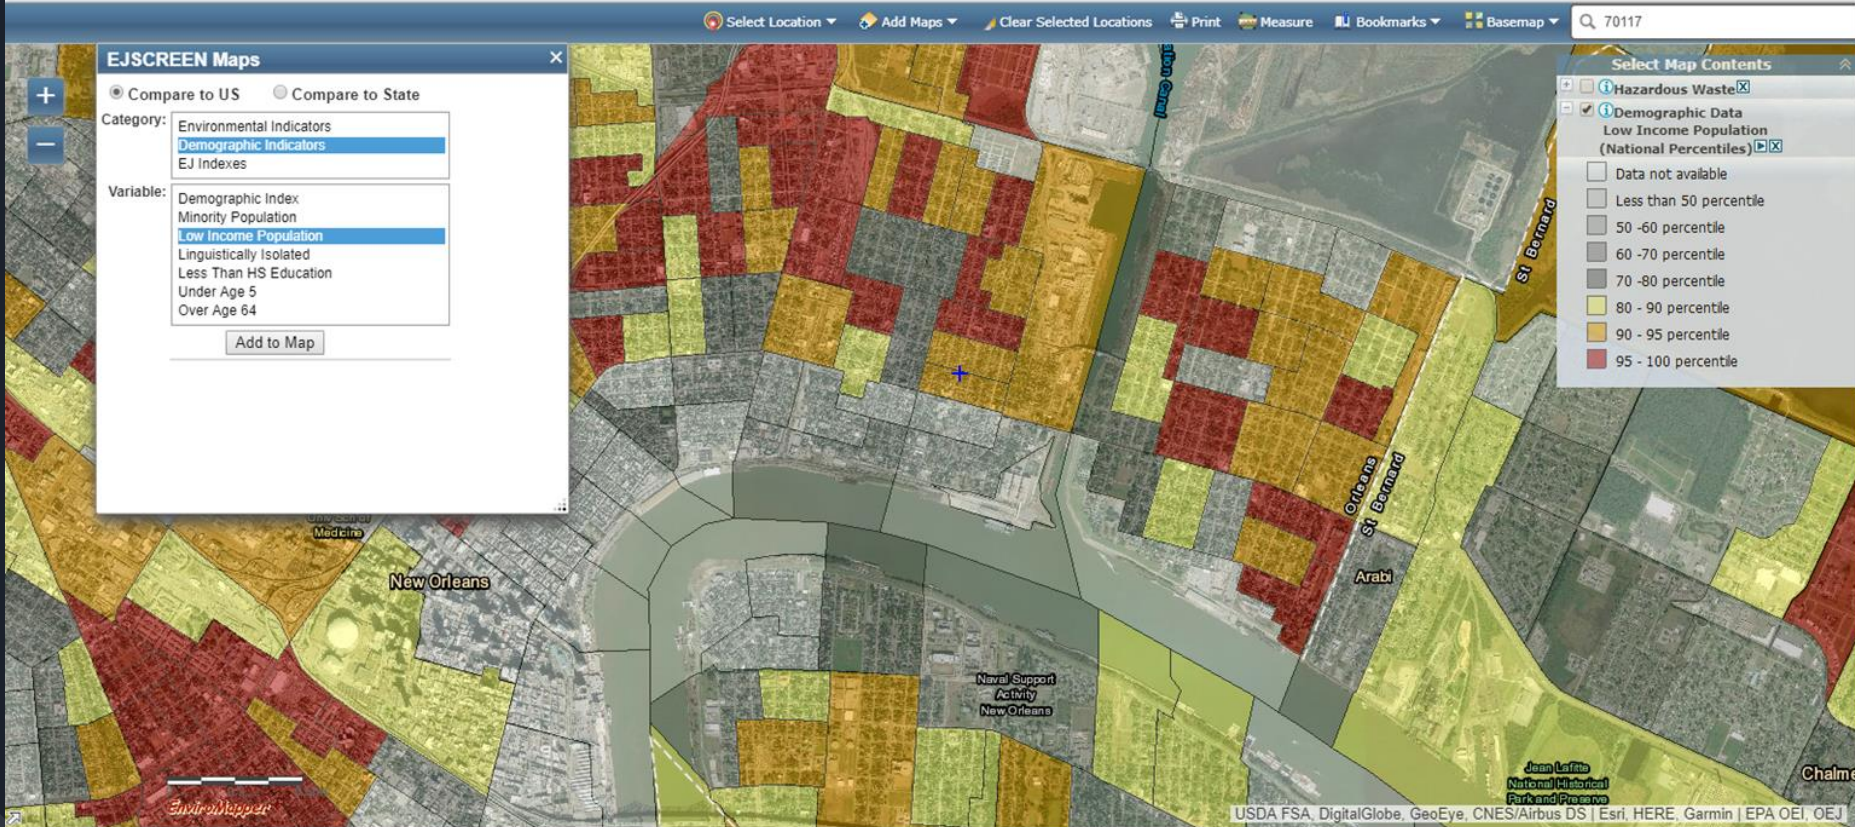 Select Location
Add Maps
Clear Selected Locations
Print
Measure
Bookmarks
Basemap
70117
EJSCREEN Maps
Compare to US
Compare to State
Category:
Environmental Indicators
Demographic Indicators
EJ Indexes
Variable:
Demographic Index
Minority Population
Low Income Population
Linguistically Isolated
Less Than HS Education
Under Age 5
Over Age 64
Add to Map
Select Map Contents
Hazardous Waste
Demographic Data
Low Income Population
(National Percentiles)
Data not available
Less than 50 percentile
50 -60 percentile
60 -70 percentile
70 -80 percentile
80 - 90 percentile
90 - 95 percentile
95 - 100 percentile
Canal
St Bernard
Orleans
St Bernard
Medicine
New Orleans
Arabi
Naval Support
Activity
New Orleans
Jean Lafitte
National Historical
Park and Preserve
Chalme
EnviroMapper
USDA FSA, DigitalGlobe, GeoEye, CNES/Airbus DS | Esri, HERE, Garmin | EPA OEI, OEJ